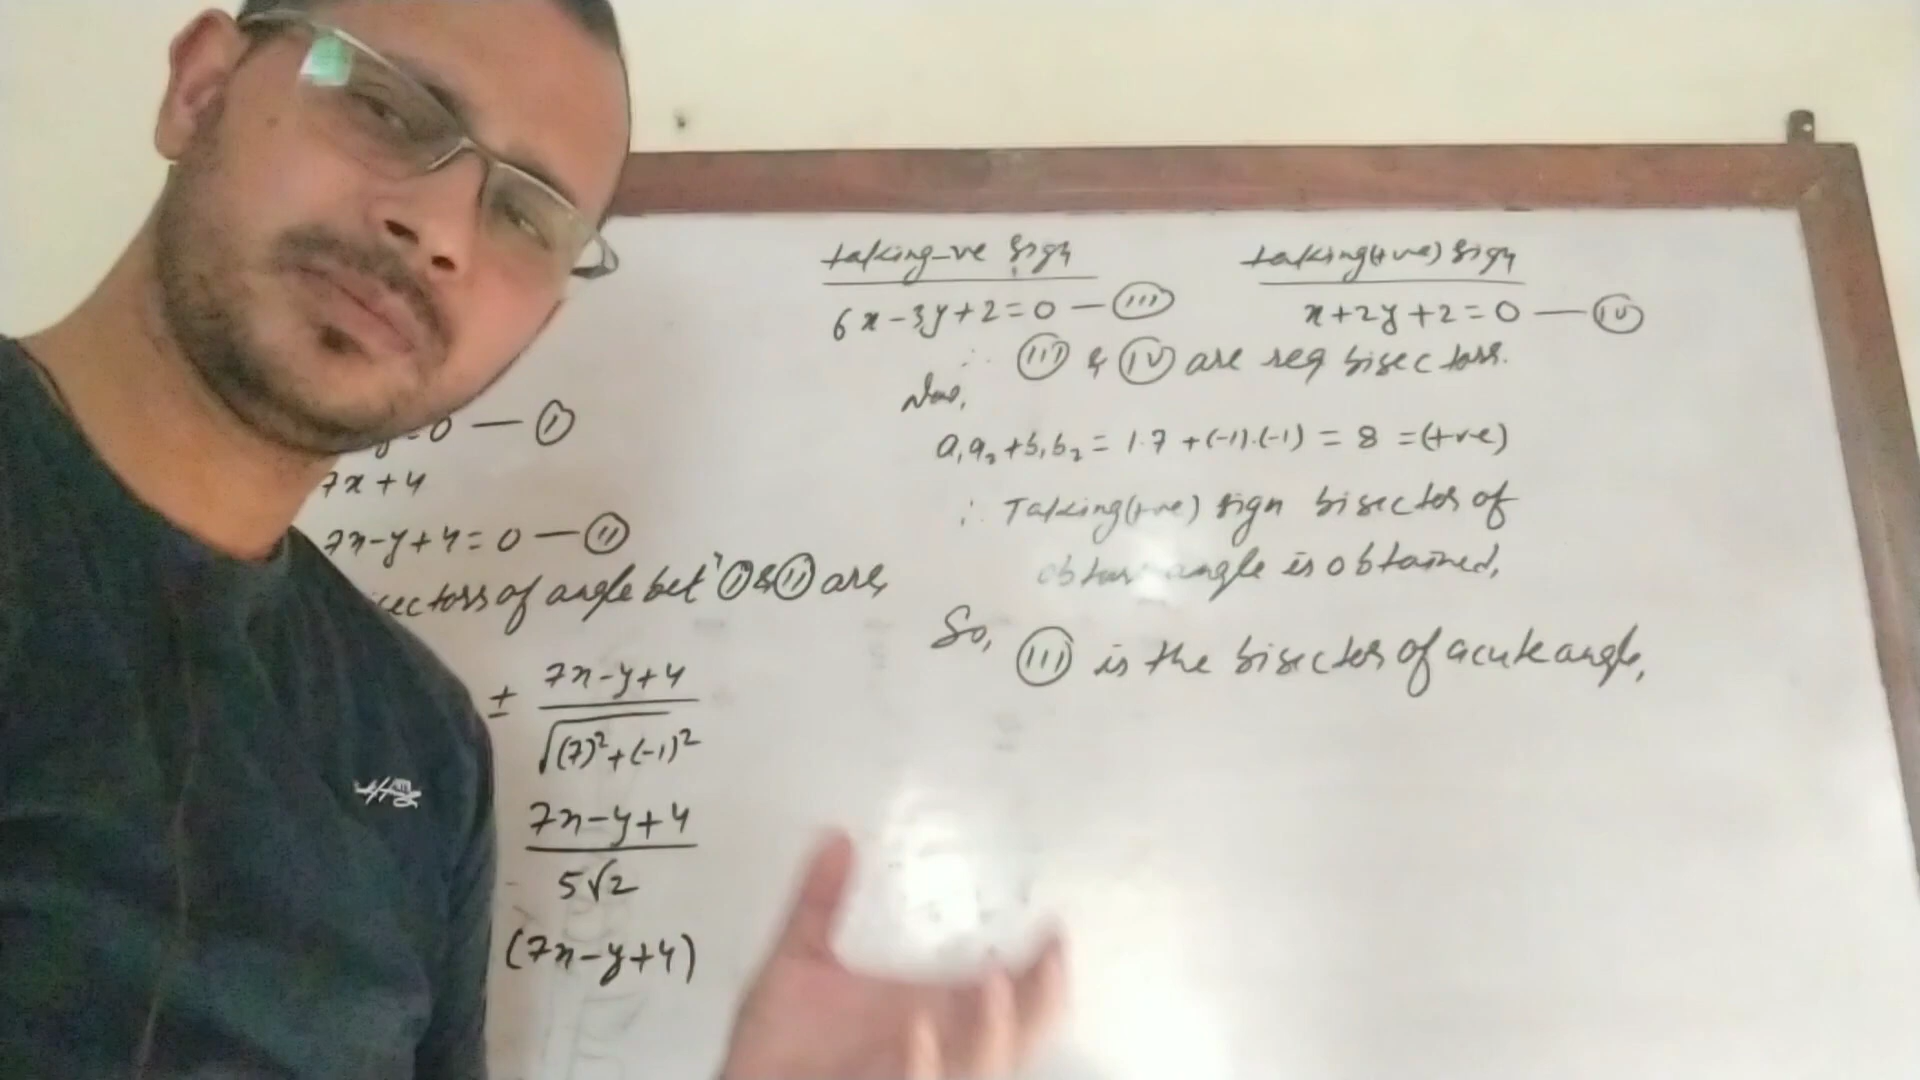 y=0 — (i)
7x+4
7x-y+4=0 — (ii)
sectors of angle betⁿ (i) & (ii) are,
± 7x-y+4
√(7)²+(-1)²
7x-y+4
5√2
(7x-y+4)
taking -ve sign
6x-3y+2=0 — (iii)
taking (+ve) sign
x+2y+2=0 — (iv)
∴ (iii) & (iv) are req bisectors.
Now,
a₁a₂+b₁b₂ = 1.7+(-1).(-1) = 8 = (+ve)
∴ Taking (+ve) sign bisector of
obtuse angle is obtained,
So, (iii) is the bisector of acute angle,